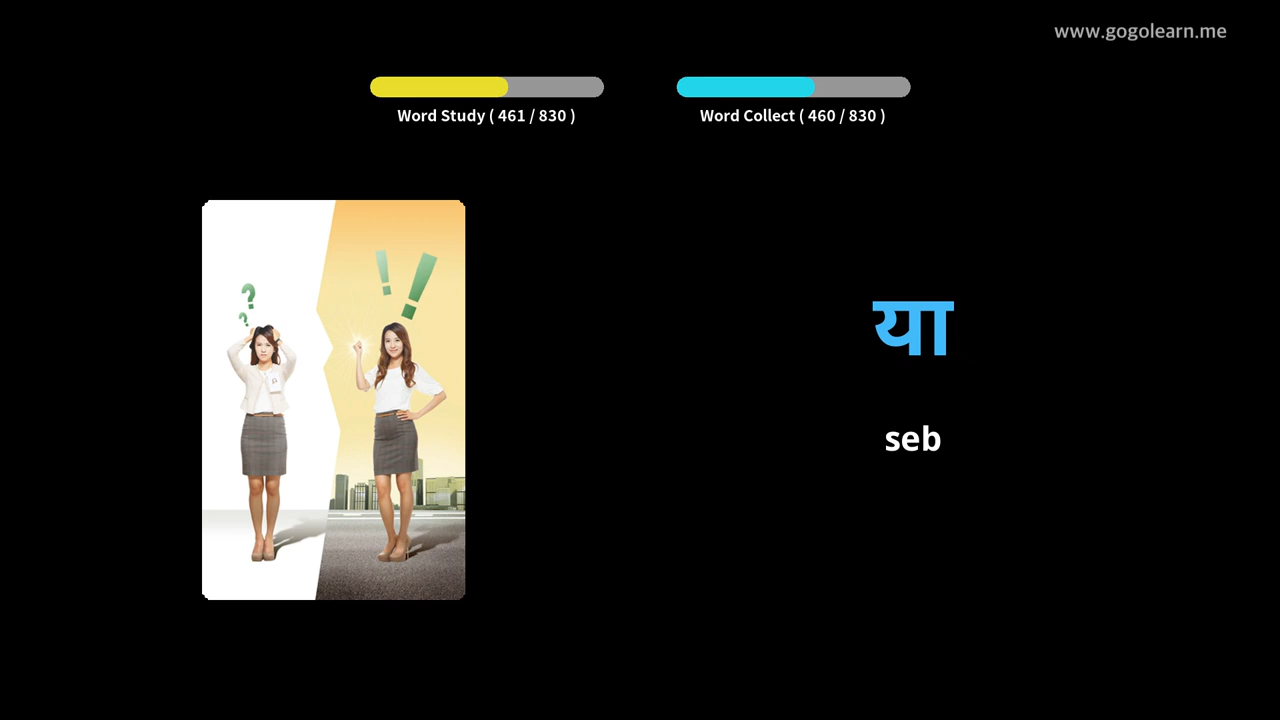 www.gogolearn.me
Word Study ( 461 / 830 )
Word Collect ( 460 / 830 )
? ?
! !
या
seb